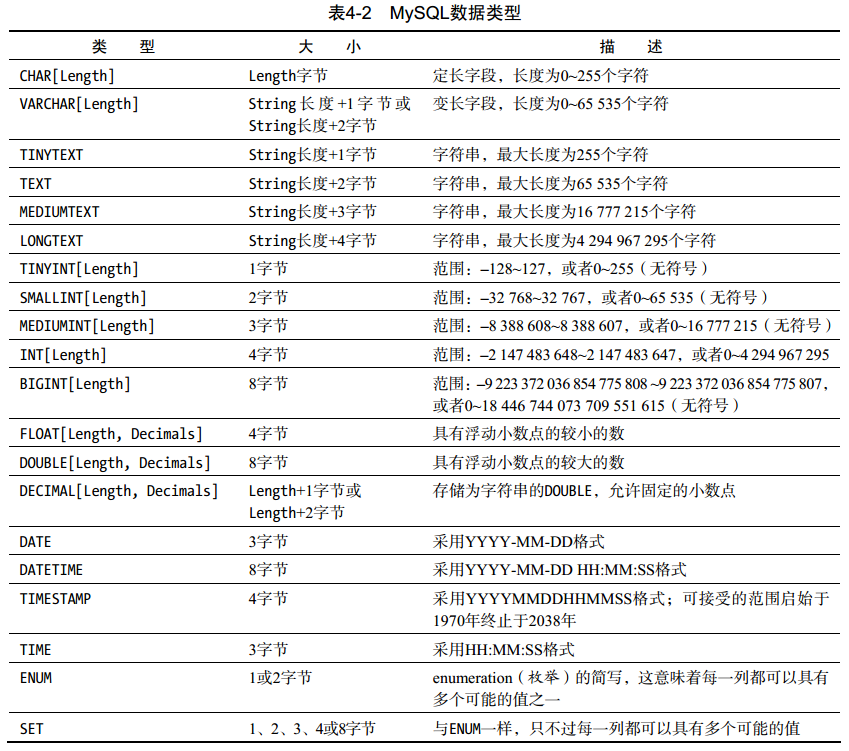 表4-2 MySQL数据类型
类 型 大 小 描 述
CHAR[Length] Length字节 定长字段，长度为0~255个字符
VARCHAR[Length] String长度+1字节或 变长字段，长度为0~65 535个字符
String长度+2字节
TINYTEXT String长度+1字节 字符串，最大长度为255个字符
TEXT String长度+2字节 字符串，最大长度为65 535个字符
MEDIUMTEXT String长度+3字节 字符串，最大长度为16 777 215个字符
LONGTEXT String长度+4字节 字符串，最大长度为4 294 967 295个字符
TINYINT[Length] 1字节 范围：–128~127，或者0~255（无符号）
SMALLINT[Length] 2字节 范围：–32 768~32 767，或者0~65 535（无符号）
MEDIUMINT[Length] 3字节 范围：–8 388 608~8 388 607，或者0~16 777 215（无符号）
INT[Length] 4字节 范围：–2 147 483 648~2 147 483 647，或者0~4 294 967 295
BIGINT[Length] 8字节 范围：–9 223 372 036 854 775 808 ~9 223 372 036 854 775 807，
或者0~18 446 744 073 709 551 615（无符号）
FLOAT[Length, Decimals] 4字节 具有浮动小数点的较小的数
DOUBLE[Length, Decimals] 8字节 具有浮动小数点的较大的数
DECIMAL[Length, Decimals] Length+1字节或 存储为字符串的DOUBLE，允许固定的小数点
Length+2字节
DATE 3字节 采用YYYY-MM-DD格式
DATETIME 8字节 采用YYYY-MM-DD HH:MM:SS格式
TIMESTAMP 4字节 采用YYYYMMDDHHMMSS格式；可接受的范围启始于
1970年终止于2038年
TIME 3字节 采用HH:MM:SS格式
ENUM 1或2字节 enumeration（枚举）的简写，这意味着每一列都可以具有
多个可能的值之一
SET 1、2、3、4或8字节 与ENUM一样，只不过每一列都可以具有多个可能的值